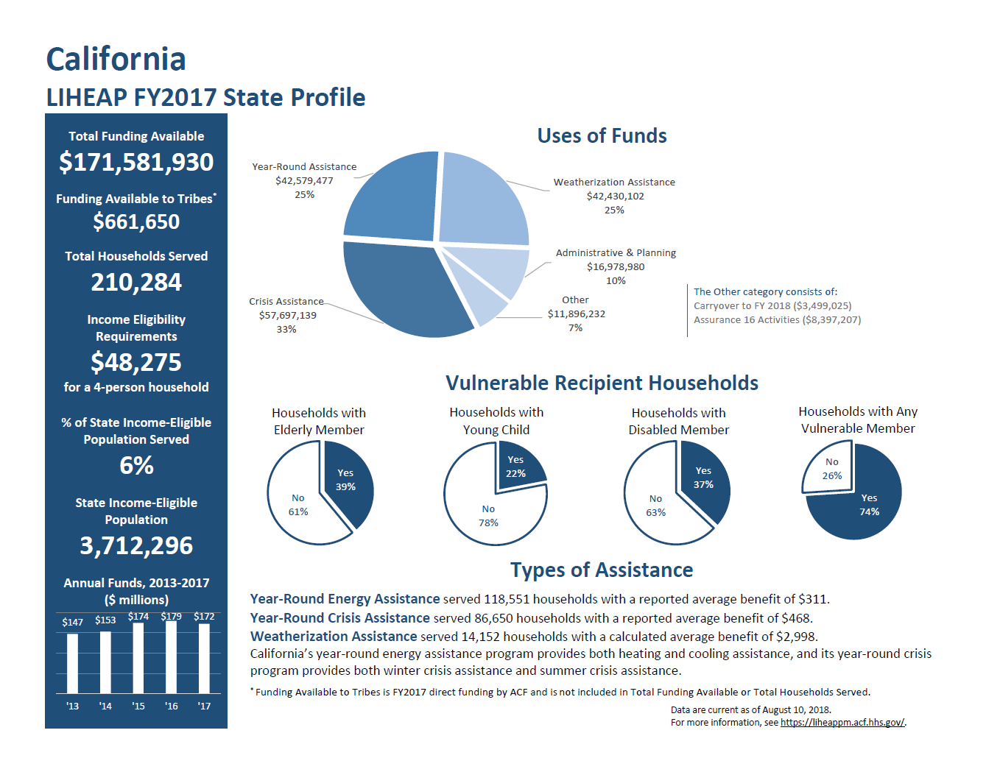 California
LIHEAP FY2017 State Profile
Total Funding Available
$171,581,930
Funding Available to Tribes*
$661,650
Total Households Served
210,284
Income Eligibility
Requirements
$48,275
for a 4-person household
% of State Income-Eligible
Population Served
6%
State Income-Eligible
Population
3,712,296
Annual Funds, 2013-2017
($ millions)
$147 $153 $174 $179 $172
'13 '14 '15 '16 '17
Uses of Funds
Year-Round Assistance
$42,579,477
25%
Weatherization Assistance
$42,430,102
25%
Administrative & Planning
$16,978,980
10%
Other
$11,896,232
7%
Crisis Assistance
$57,697,139
33%
The Other category consists of:
Carryover to FY 2018 ($3,499,025)
Assurance 16 Activities ($8,397,207)
Vulnerable Recipient Households
Households with
Elderly Member
Yes
39%
No
61%
Households with
Young Child
Yes
22%
No
78%
Households with
Disabled Member
Yes
37%
No
63%
Households with Any
Vulnerable Member
No
26%
Yes
74%
Types of Assistance
Year-Round Energy Assistance served 118,551 households with a reported average benefit of $311.
Year-Round Crisis Assistance served 86,650 households with a reported average benefit of $468.
Weatherization Assistance served 14,152 households with a calculated average benefit of $2,998.
California's year-round energy assistance program provides both heating and cooling assistance, and its year-round crisis
program provides both winter crisis assistance and summer crisis assistance.
* Funding Available to Tribes is FY2017 direct funding by ACF and is not included in Total Funding Available or Total Households Served.
Data are current as of August 10, 2018.
For more information, see https://liheappm.acf.hhs.gov/.